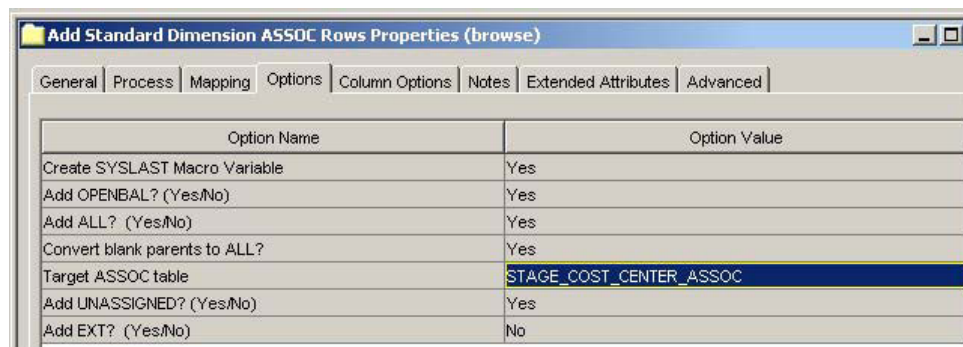 Add Standard Dimension ASSOC Rows Properties (browse)
General Process Mapping Options Column Options Notes Extended Attributes Advanced
Option Name Option Value
Create SYSLAST Macro Variable Yes
Add OPENBAL? (Yes/No) Yes
Add ALL? (Yes/No) Yes
Convert blank parents to ALL? Yes
Target ASSOC table STAGE_COST_CENTER_ASSOC
Add UNASSIGNED? (Yes/No) Yes
Add EXT? (Yes/No) No